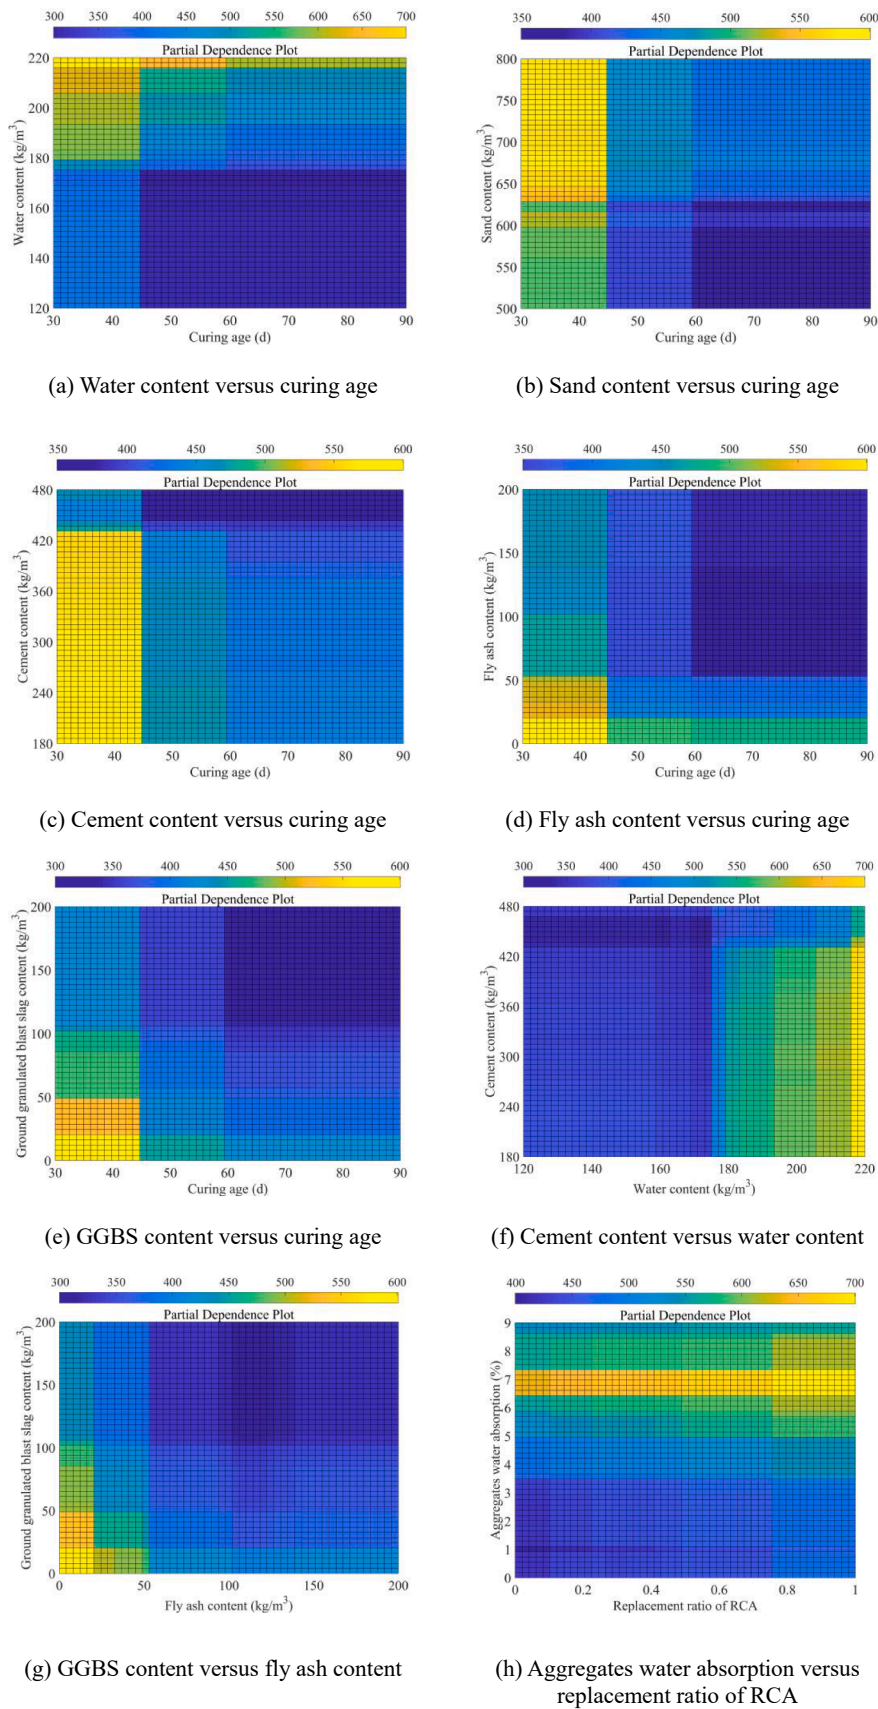 300 350 400 450 500 550 600 650 700
Partial Dependence Plot
220
200
180
160
140
120
Water content (kg/m³)
30 40 50 60 70 80 90
Curing age (d)
(a) Water content versus curing age
350 400 450 500 550 600
Partial Dependence Plot
800
750
700
650
600
550
500
Sand content (kg/m³)
30 40 50 60 70 80 90
Curing age (d)
(b) Sand content versus curing age
350 400 450 500 550 600
Partial Dependence Plot
480
420
360
300
240
180
Cement content (kg/m³)
30 40 50 60 70 80 90
Curing age (d)
(c) Cement content versus curing age
350 400 450 500 550 600
Partial Dependence Plot
200
150
100
50
0
Fly ash content (kg/m³)
30 40 50 60 70 80 90
Curing age (d)
(d) Fly ash content versus curing age
300 350 400 450 500 550 600
Partial Dependence Plot
200
150
100
50
0
Ground granulated blast slag content (kg/m³)
30 40 50 60 70 80 90
Curing age (d)
(e) GGBS content versus curing age
300 350 400 450 500 550 600 650 700
Partial Dependence Plot
480
420
360
300
240
180
Cement content (kg/m³)
120 140 160 180 200 220
Water content (kg/m³)
(f) Cement content versus water content
300 350 400 450 500 550 600
Partial Dependence Plot
200
150
100
50
0
Ground granulated blast slag content (kg/m³)
0 50 100 150 200
Fly ash content (kg/m³)
(g) GGBS content versus fly ash content
400 450 500 550 600 650 700
Partial Dependence Plot
9
8
7
6
5
4
3
2
1
0
Aggregates water absorption (%)
0 0.2 0.4 0.6 0.8 1
Replacement ratio of RCA
(h) Aggregates water absorption versus
replacement ratio of RCA